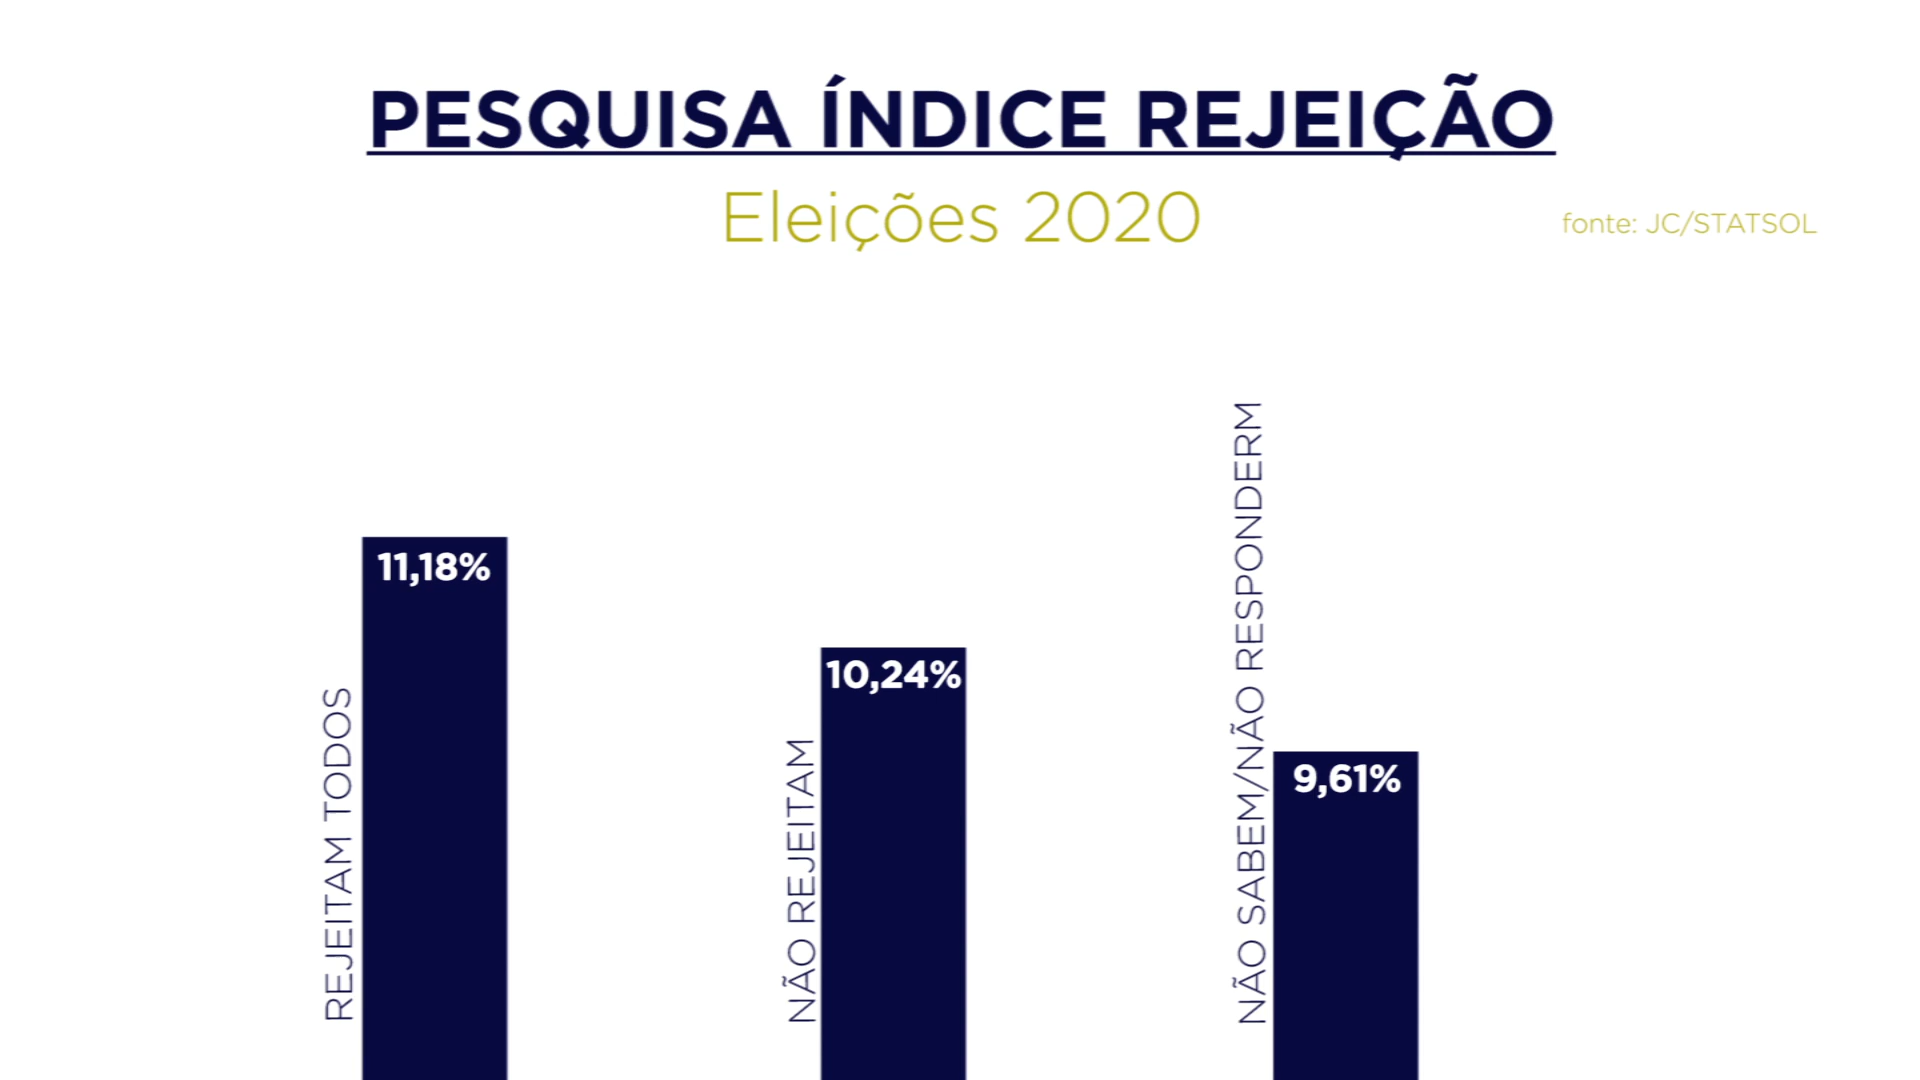 PESQUISA ÍNDICE REJEIÇÃO
Eleições 2020
fonte: JC/STATSOL
REJEITAM TODOS
11,18%
NÃO REJEITAM
10,24%
NÃO SABEM/NÃO RESPONDERM
9,61%